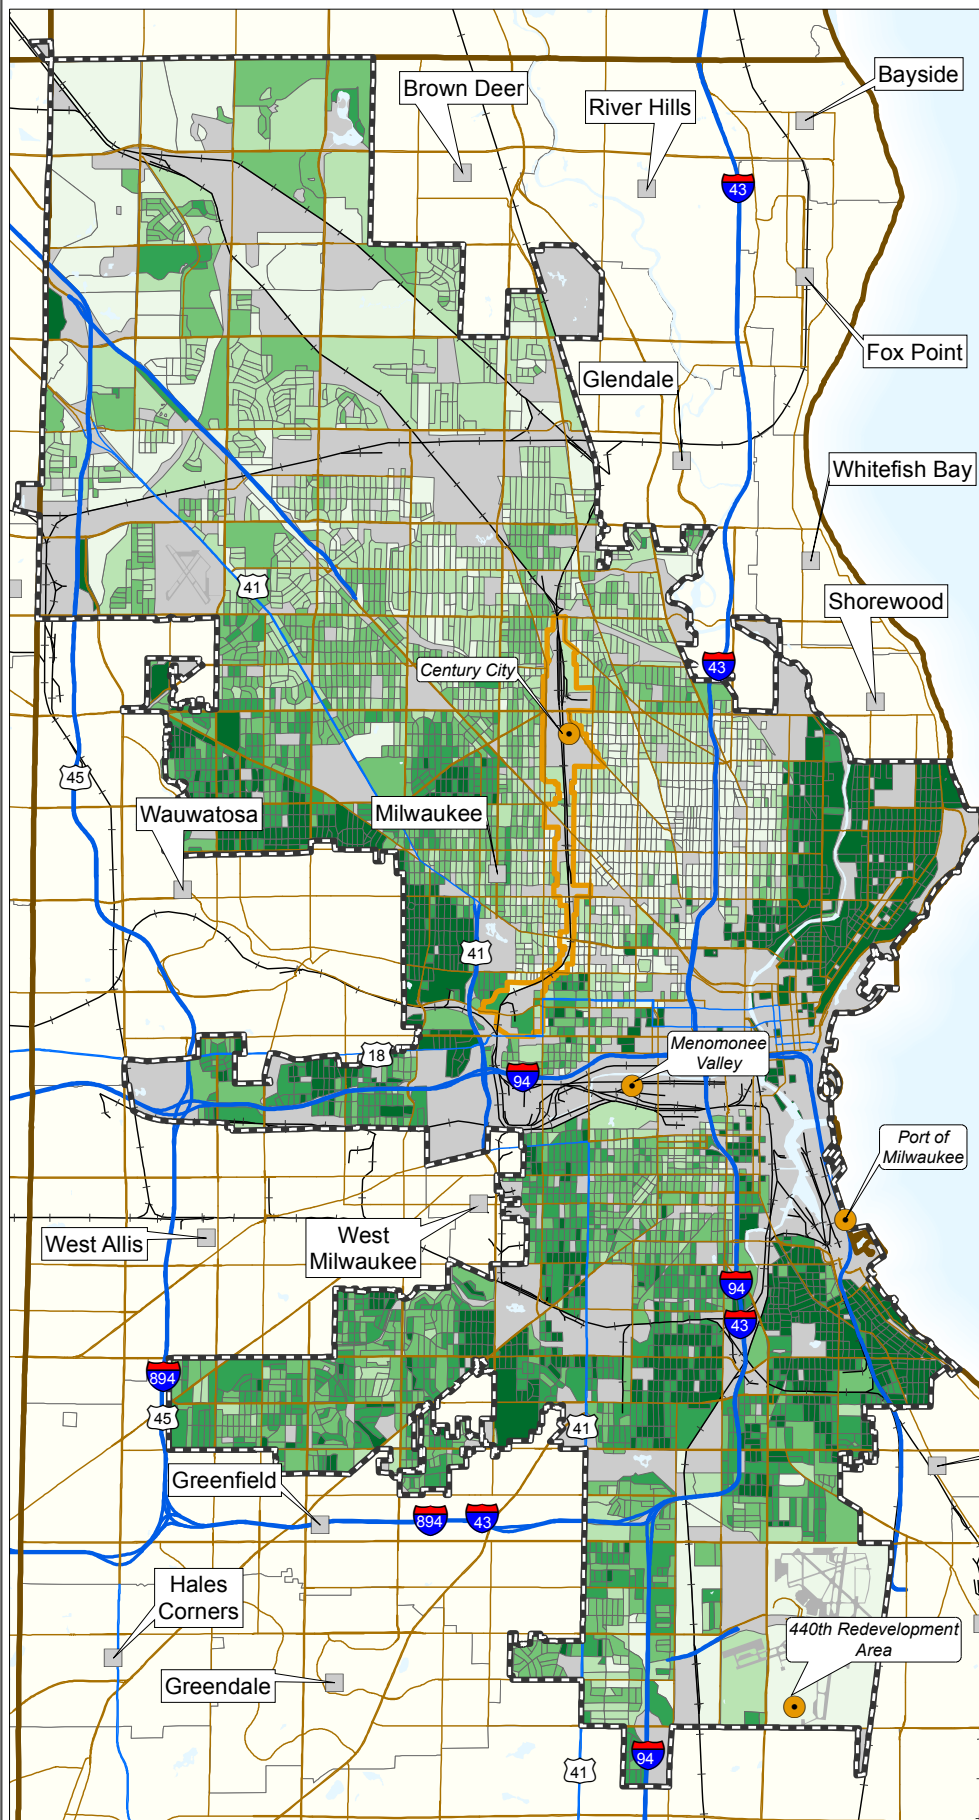 Bayside
Brown Deer
River Hills
43
Fox Point
Glendale
Whitefish Bay
41
Shorewood
Century City
43
45
Wauwatosa
Milwaukee
41
18
Menomonee
Valley
94
Port of
Milwaukee
West Allis
West
Milwaukee
94
43
894
45
41
Greenfield
894
43
Hales
Corners
440th Redevelopment
Area
Greendale
94
41